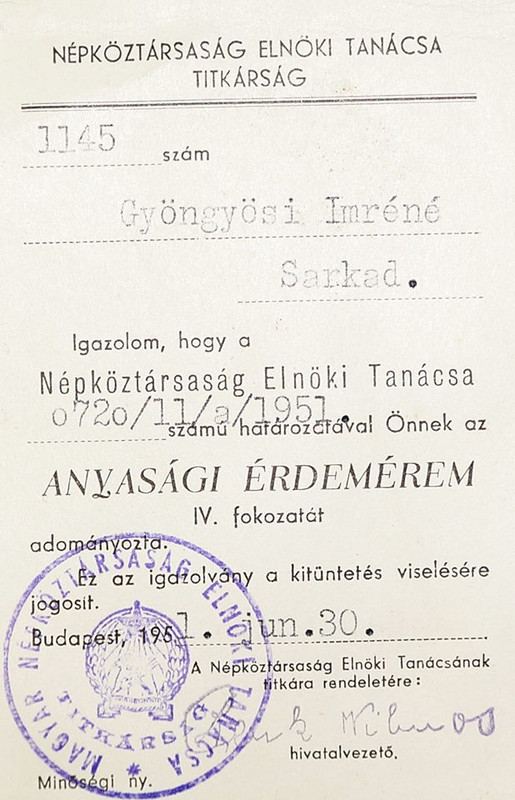 NÉPKÖZTÁRSASÁG ELNÖKI TANÁCSA
TITKÁRSÁG
1145 szám
Gyöngyösi Imréné
Sarkad.
Igazolom, hogy a
Népköztársaság Elnöki Tanácsa
o72o/11/a/1951. számú határozatával Önnek az
ANYASÁGI ÉRDEMÉREM
IV. fokozatát
adományozta.
Ez az igazolvány a kitüntetés viselésére
jogosít.
Budapest, 1951. jun.30.
A Népköztársaság Elnöki Tanácsának
titkára rendeletére:
hivatalvezető.
Minőségi ny.
MAGYAR NÉPKÖZTÁRSASÁG ELNÖKI TANÁCSA
TITKÁRSÁG